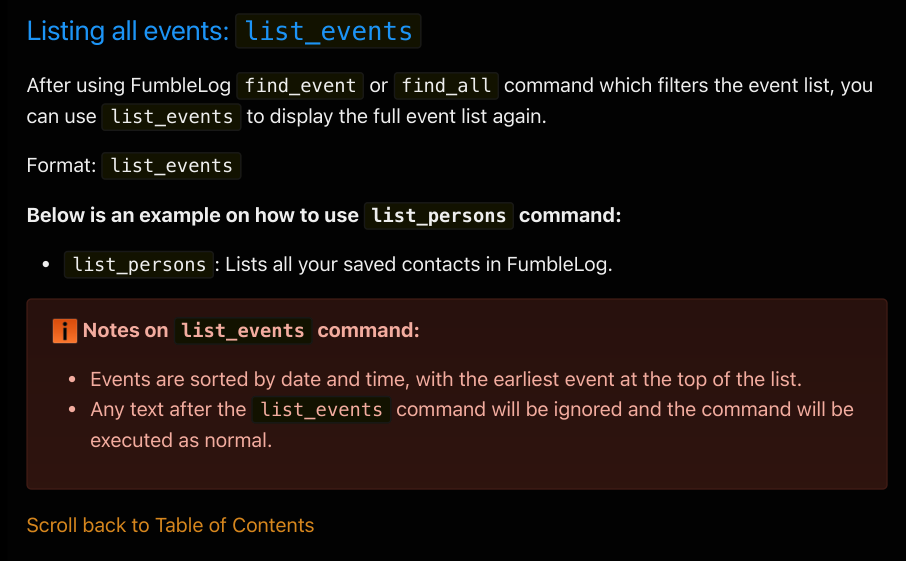 Listing all events: list_events
After using FumbleLog find_event or find_all command which filters the event list, you
can use list_events to display the full event list again.
Format: list_events
Below is an example on how to use list_persons command:
• list_persons: Lists all your saved contacts in FumbleLog.
ℹ️ Notes on list_events command:
• Events are sorted by date and time, with the earliest event at the top of the list.
• Any text after the list_events command will be ignored and the command will be
executed as normal.
Scroll back to Table of Contents